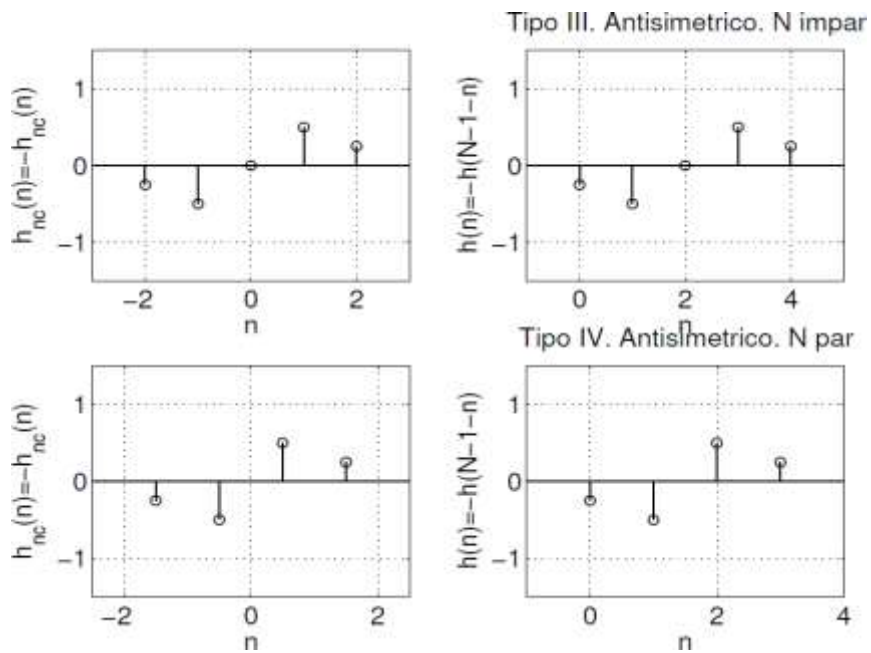 Tipo III. Antisimetrico. N impar
h_nc(n)=-h_nc(n)
1
0
−1
−2 0 2
n
h(n)=-h(N-1-n)
1
0
−1
0 2 4
n
Tipo IV. Antisimetrico. N par
h_nc(n)=-h_nc(n)
1
0
−1
−2 0 2
n
h(n)=-h(N-1-n)
1
0
−1
0 2 4
n